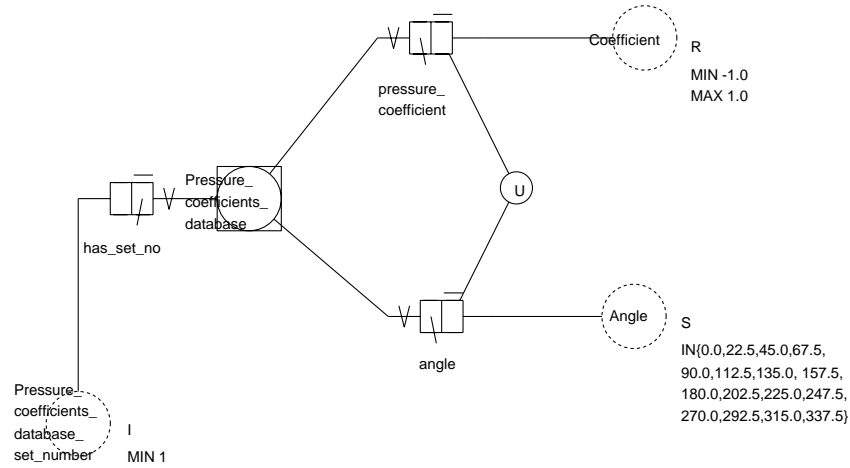 Coefficient
R
MIN -1.0
MAX 1.0
pressure_
coefficient
U
Pressure_
coefficients_
database
has_set_no
Angle
S
IN{0.0,22.5,45.0,67.5,
90.0,112.5,135.0, 157.5,
180.0,202.5,225.0,247.5,
270.0,292.5,315.0,337.5}
angle
Pressure_
coefficients_
database_
set_number
I
MIN 1